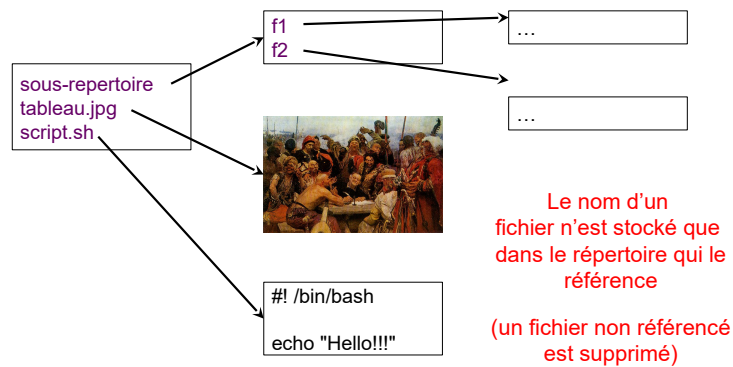 sous-repertoire
tableau.jpg
script.sh
f1
f2
…
…
#! /bin/bash
echo "Hello!!!"
Le nom d’un
fichier n’est stocké que
dans le répertoire qui le
référence
(un fichier non référencé
est supprimé)